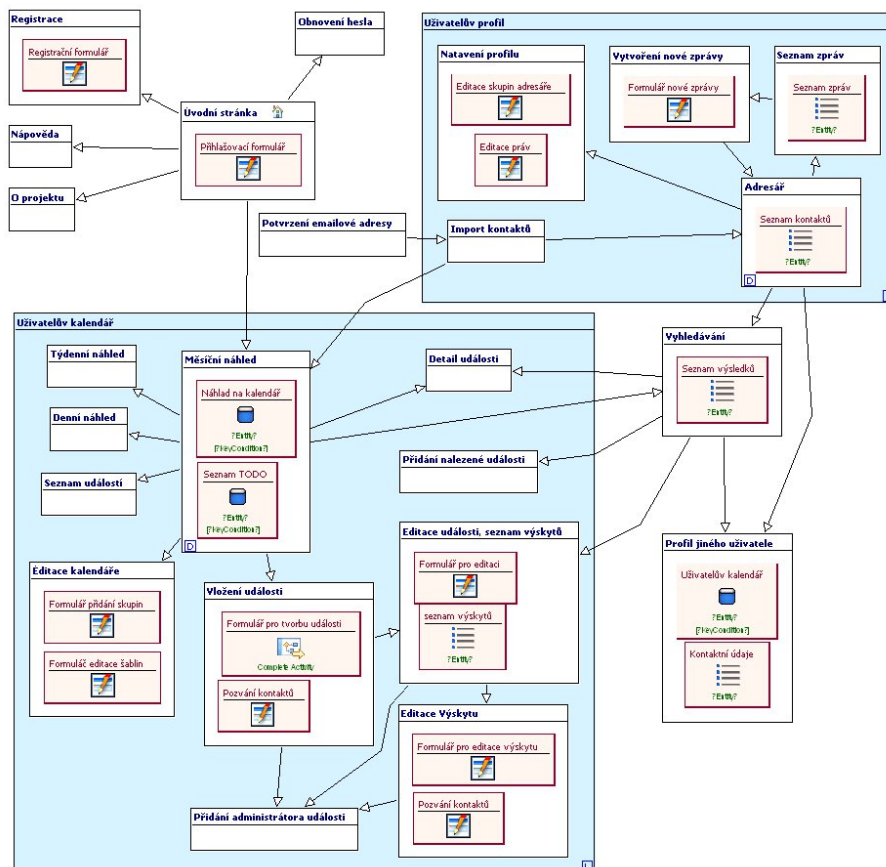 Registrace
Registrační formulář
Obnovení hesla
Úvodní stránka
Přihlašovací formulář
Nápověda
O projektu
Potvrzení emailové adresy
Import kontaktů
Uživatelův profil
Natavení profilu
Editace skupin adresáře
Editace práv
Vytvoření nové zprávy
Formulář nové zprávy
Seznam zpráv
Seznam zpráv
?Entity?
Adresář
Seznam kontaktů
?Entity?
D
Uživatelův kalendář
Týdenní náhled
Denní náhled
Seznam událostí
Měsíční náhled
Náhlad na kalendář
?Entity?
[?KeyCondition?]
Seznam TODO
?Entity?
[?KeyCondition?]
D
Detail události
Přidání nalezené události
Vyhledávání
Seznam výsledků
?Entity?
Editace kalendáře
Formulář přidání skupin
Formuláč editace šablin
Vložení události
Formulář pro tvorbu události
Complete Activity
Pozvání kontaktů
Editace události, seznam výskytů
Formulář pro editaci
seznam výskytů
?Entity?
Editace Výskytu
Formulář pro editace výskytu
Pozvání kontaktů
Přidání administrátora události
Profil jiného uživatele
Uživatelův kalendář
?Entity?
[?KeyCondition?]
Kontaktní údaje
?Entity?